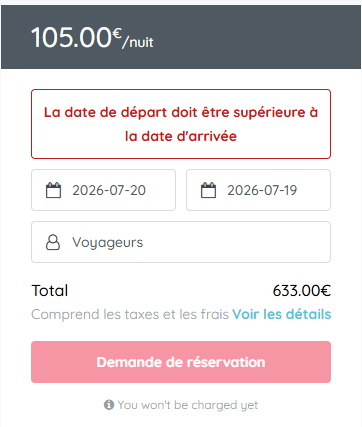 105.00€/nuit
La date de départ doit être supérieure à
la date d'arrivée
2026-07-20 2026-07-19
Voyageurs
Total 633.00€
Comprend les taxes et les frais Voir les détails
Demande de réservation
You won't be charged yet